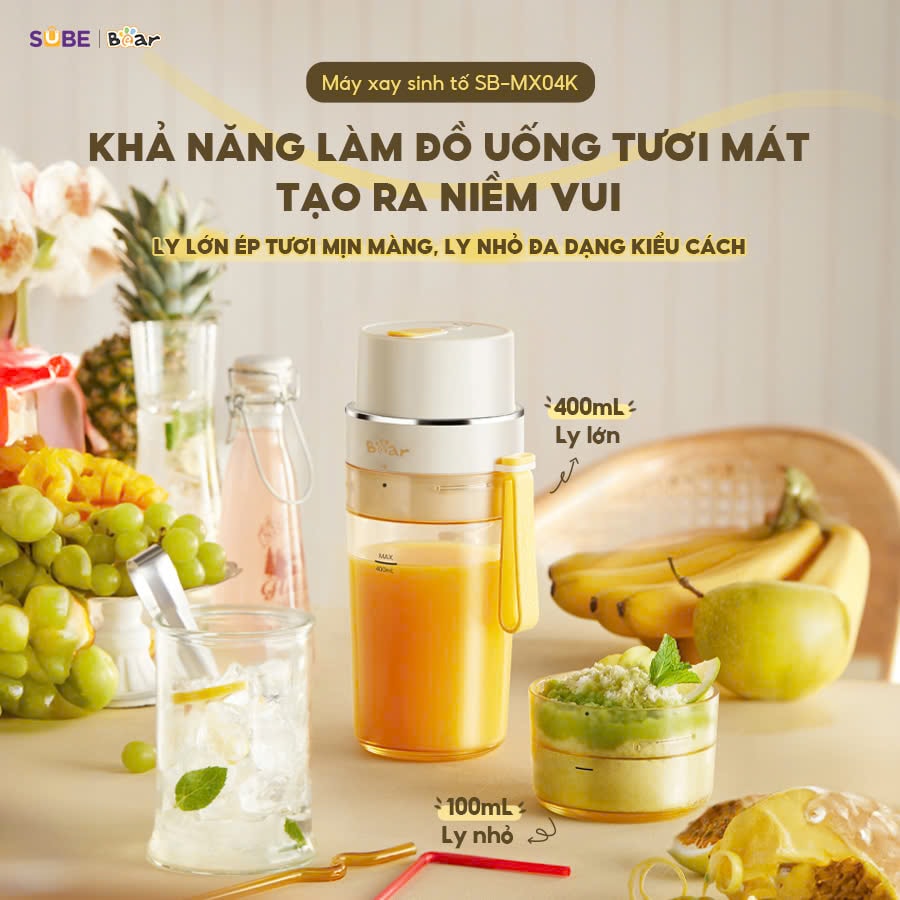 SUBE | Bear
Máy xay sinh tố SB-MX04K
KHẢ NĂNG LÀM ĐỒ UỐNG TƯƠI MÁT
TẠO RA NIỀM VUI
LY LỚN ÉP TƯƠI MỊN MÀNG, LY NHỎ ĐA DẠNG KIỂU CÁCH
400mL
Ly lớn
Bear
MAX
400mL
100mL
Ly nhỏ